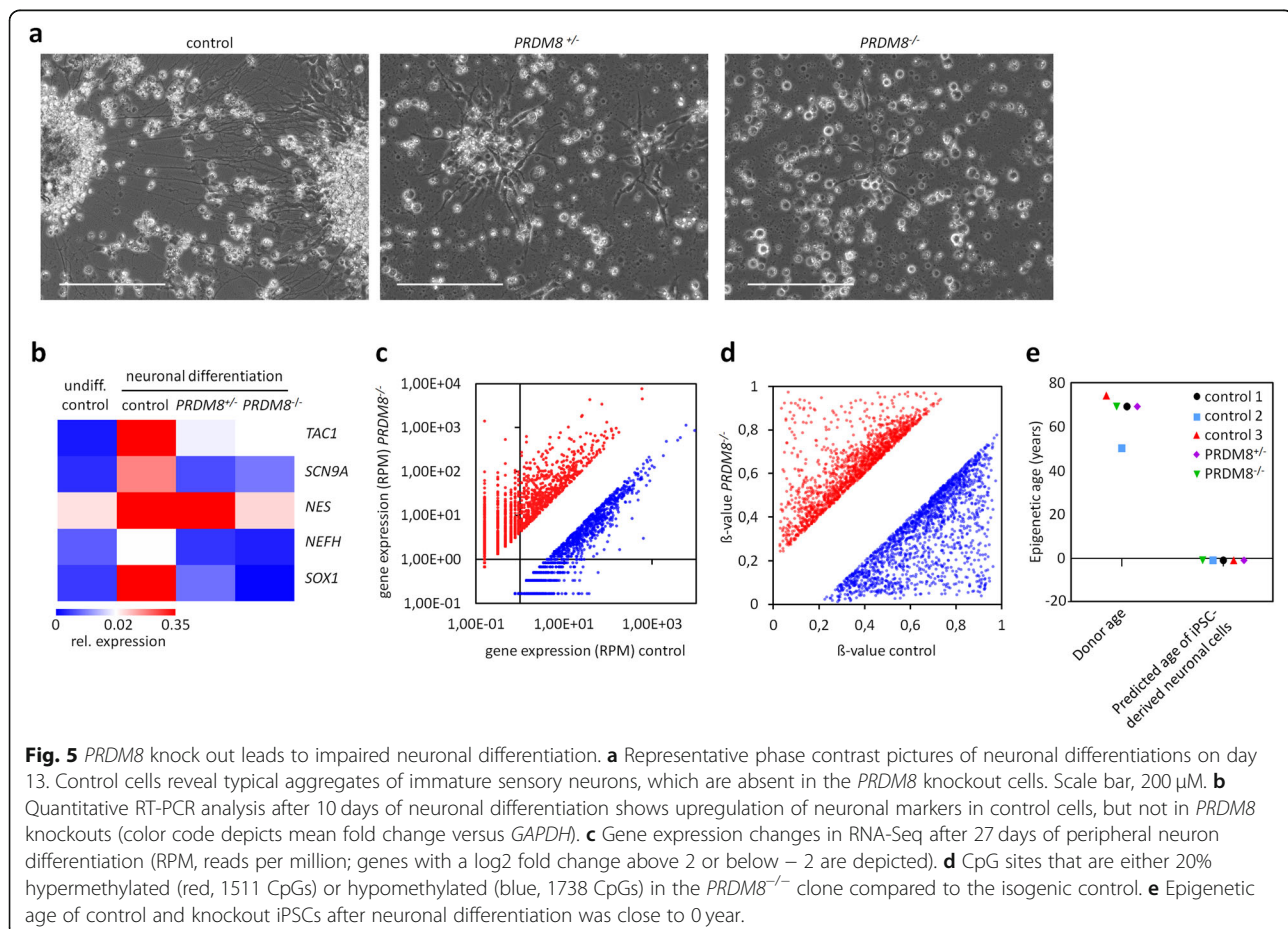 a
control
PRDM8 +/-
PRDM8-/-
b
undiff. control
neuronal differentiation
control PRDM8+/- PRDM8-/-
TAC1
SCN9A
NES
NEFH
SOX1
0 0.02 0.35
rel. expression
c
gene expression (RPM) PRDM8-/-
1,00E+04
1,00E+03
1,00E+02
1,00E+01
1,00E+00
1,00E-01
1,00E-01 1,00E+01 1,00E+03
gene expression (RPM) control
d
ß-value PRDM8-/-
1
0,8
0,6
0,4
0,2
0
0 0,2 0,4 0,6 0,8 1
ß-value control
e
Epigenetic age (years)
80
60
40
20
0
-20
control 1
control 2
control 3
PRDM8+/-
PRDM8-/-
Donor age
Predicted age of iPSC-
derived neuronal cells
Fig. 5 PRDM8 knock out leads to impaired neuronal differentiation. a Representative phase contrast pictures of neuronal differentiations on day
13. Control cells reveal typical aggregates of immature sensory neurons, which are absent in the PRDM8 knockout cells. Scale bar, 200 μM. b
Quantitative RT-PCR analysis after 10 days of neuronal differentiation shows upregulation of neuronal markers in control cells, but not in PRDM8
knockouts (color code depicts mean fold change versus GAPDH). c Gene expression changes in RNA-Seq after 27 days of peripheral neuron
differentiation (RPM, reads per million; genes with a log2 fold change above 2 or below − 2 are depicted). d CpG sites that are either 20%
hypermethylated (red, 1511 CpGs) or hypomethylated (blue, 1738 CpGs) in the PRDM8−/− clone compared to the isogenic control. e Epigenetic
age of control and knockout iPSCs after neuronal differentiation was close to 0 year.